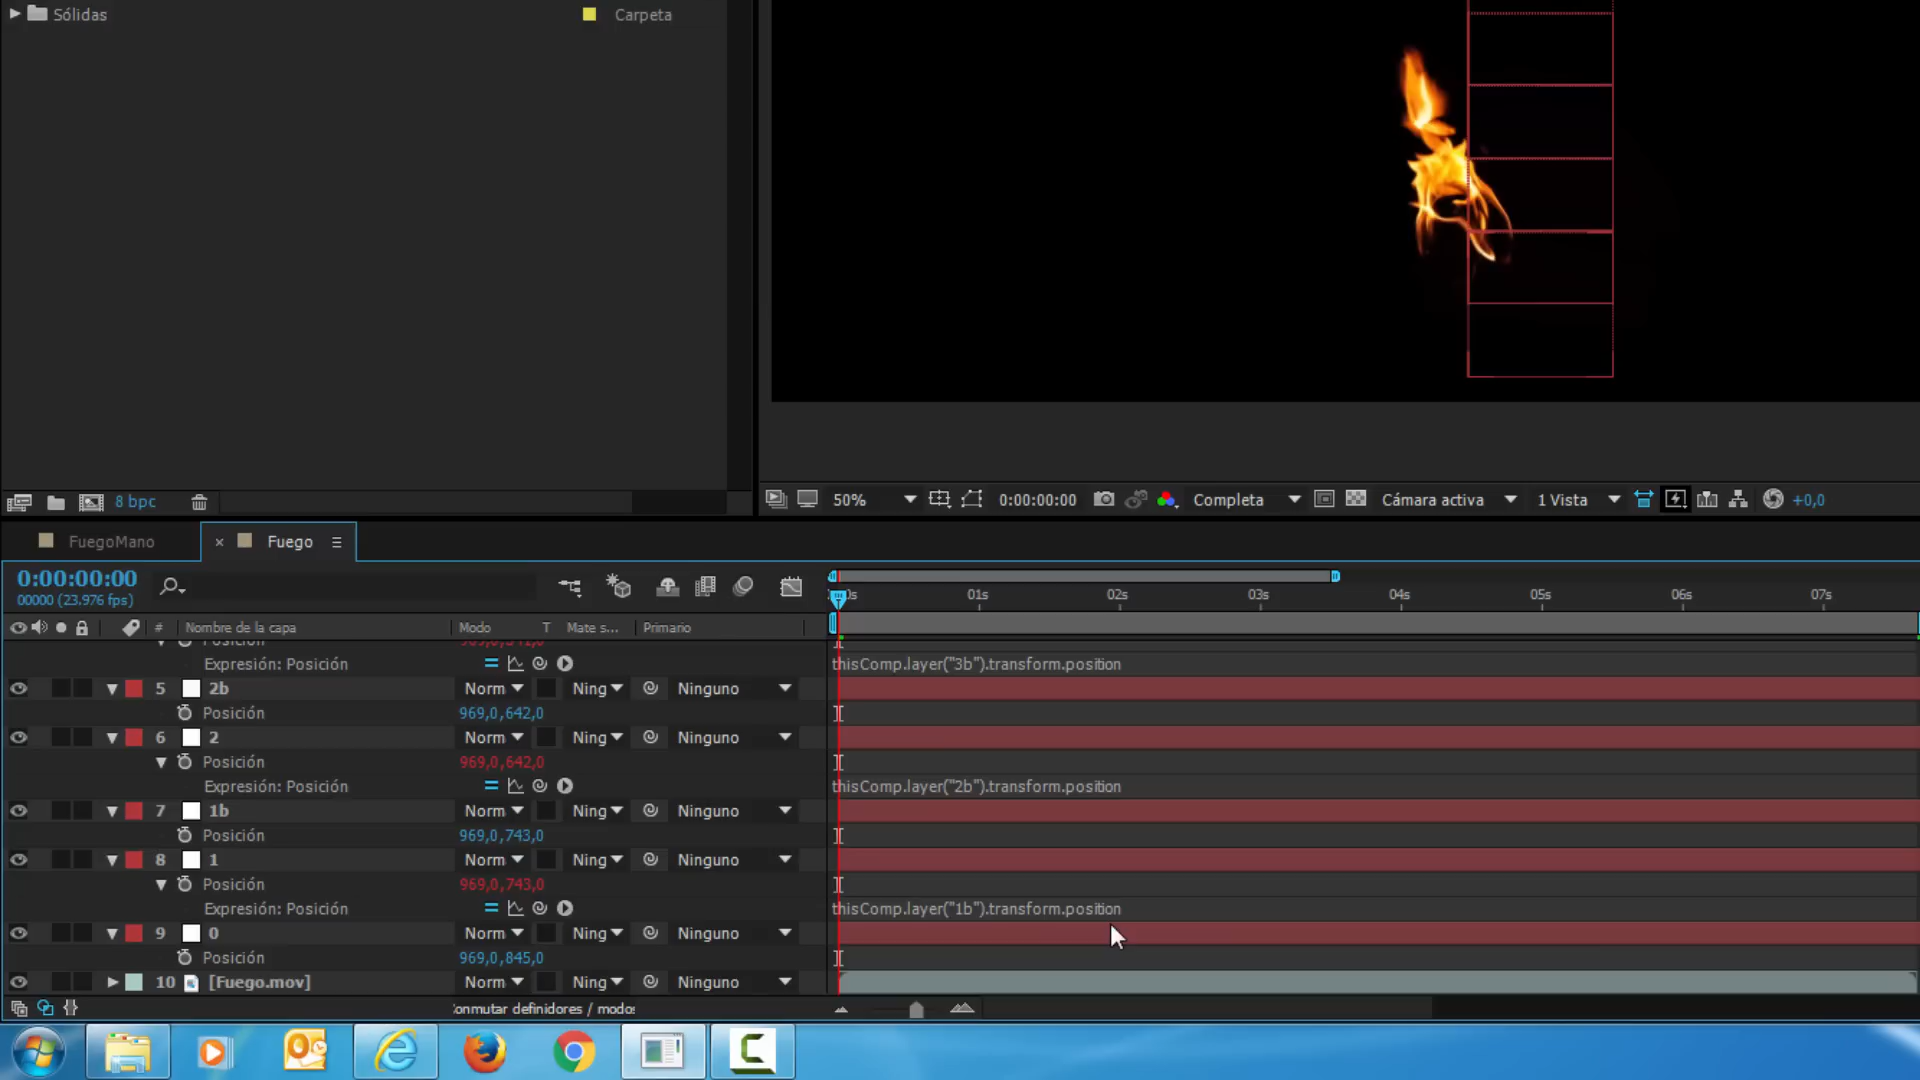 Sólidas Carpeta
8 bpc
50% 0:00:00:00 Completa Cámara activa 1 Vista +0,0
FuegoMano × Fuego
0:00:00:00
00000 (23.976 fps)
01s 02s 03s 04s 05s 06s 07s
# Nombre de la capa Modo T Mate s... Primario
Posición
Expresión: Posición thisComp.layer("3b").transform.position
5 2b Norm Ning Ninguno
Posición 969,0,642,0
6 2 Norm Ning Ninguno
Posición 969,0,642,0
Expresión: Posición thisComp.layer("2b").transform.position
7 1b Norm Ning Ninguno
Posición 969,0,743,0
8 1 Norm Ning Ninguno
Posición 969,0,743,0
Expresión: Posición thisComp.layer("1b").transform.position
9 0 Norm Ning Ninguno
Posición 969,0,845,0
10 [Fuego.mov] Norm Ning Ninguno
onmutar definidores / modos